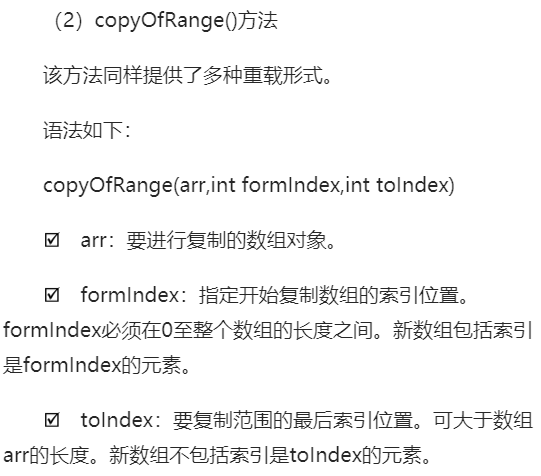 （2）copyOfRange()方法
该方法同样提供了多种重载形式。
语法如下：
copyOfRange(arr,int formIndex,int toIndex)
☑ arr：要进行复制的数组对象。
☑ formIndex：指定开始复制数组的索引位置。
formIndex必须在0至整个数组的长度之间。新数组包括索引
是formIndex的元素。
☑ toIndex：要复制范围的最后索引位置。可大于数组
arr的长度。新数组不包括索引是toIndex的元素。